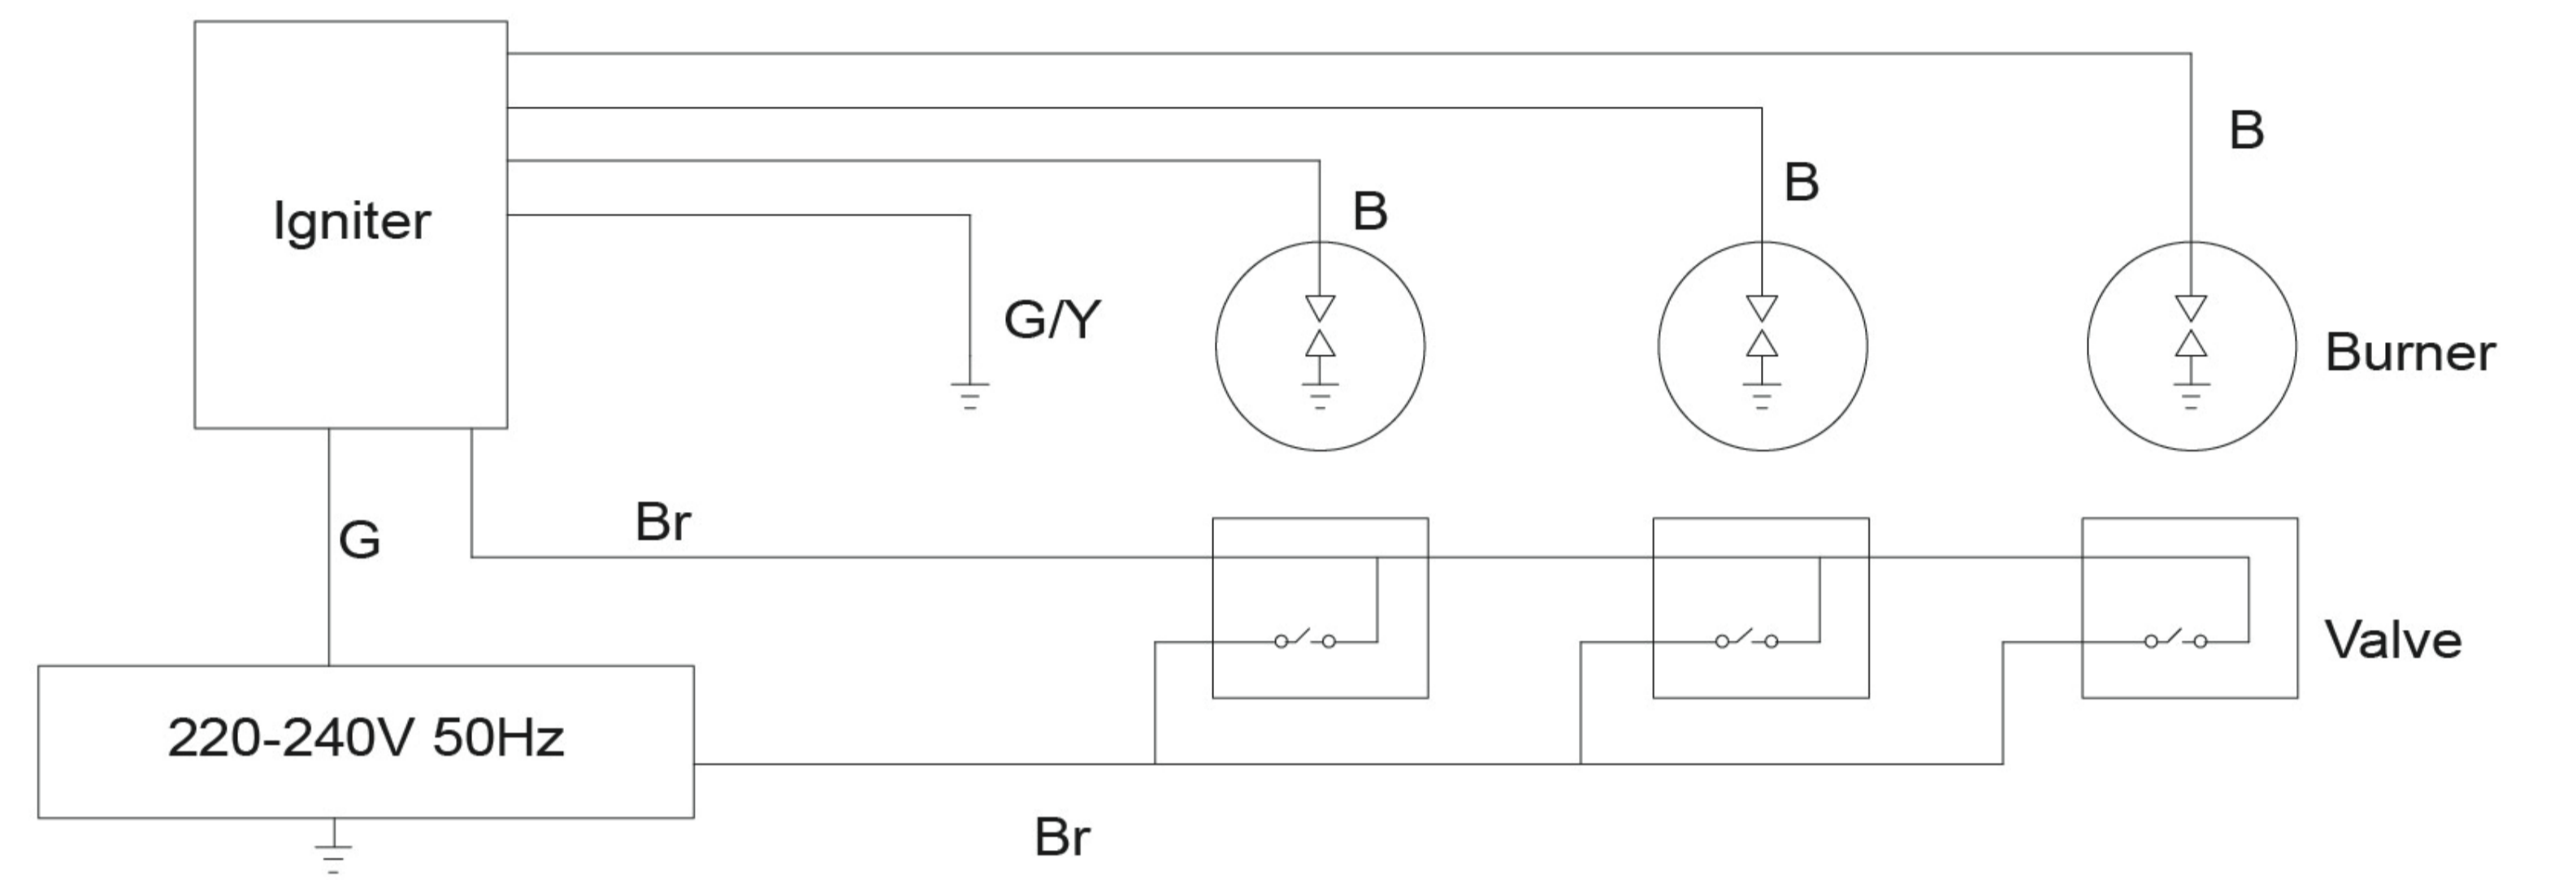 B
B
B
Igniter
G/Y
Burner
Br
G
Valve
220-240V 50Hz
Br